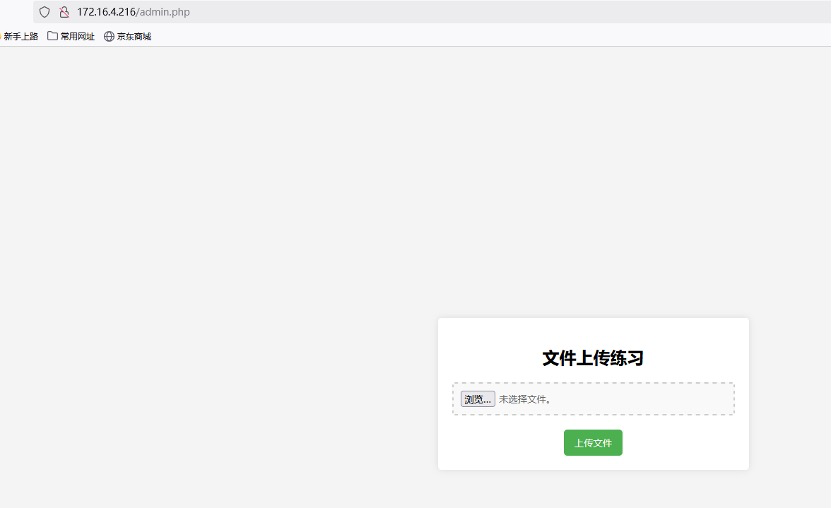 172.16.4.216/admin.php
新手上路 常用网址 京东商城
文件上传练习
浏览... 未选择文件。
上传文件